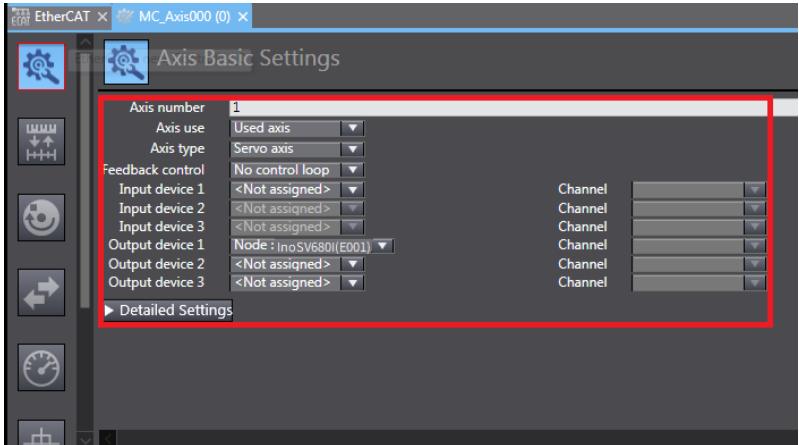 EtherCAT × MC_Axis000 (0) ×
Axis Basic Settings
Axis number 1
Axis use Used axis
Axis type Servo axis
Feedback control No control loop
Input device 1 <Not assigned> Channel
Input device 2 <Not assigned> Channel
Input device 3 <Not assigned> Channel
Output device 1 Node : InoSV680I(E001) Channel
Output device 2 <Not assigned> Channel
Output device 3 <Not assigned> Channel
Detailed Settings